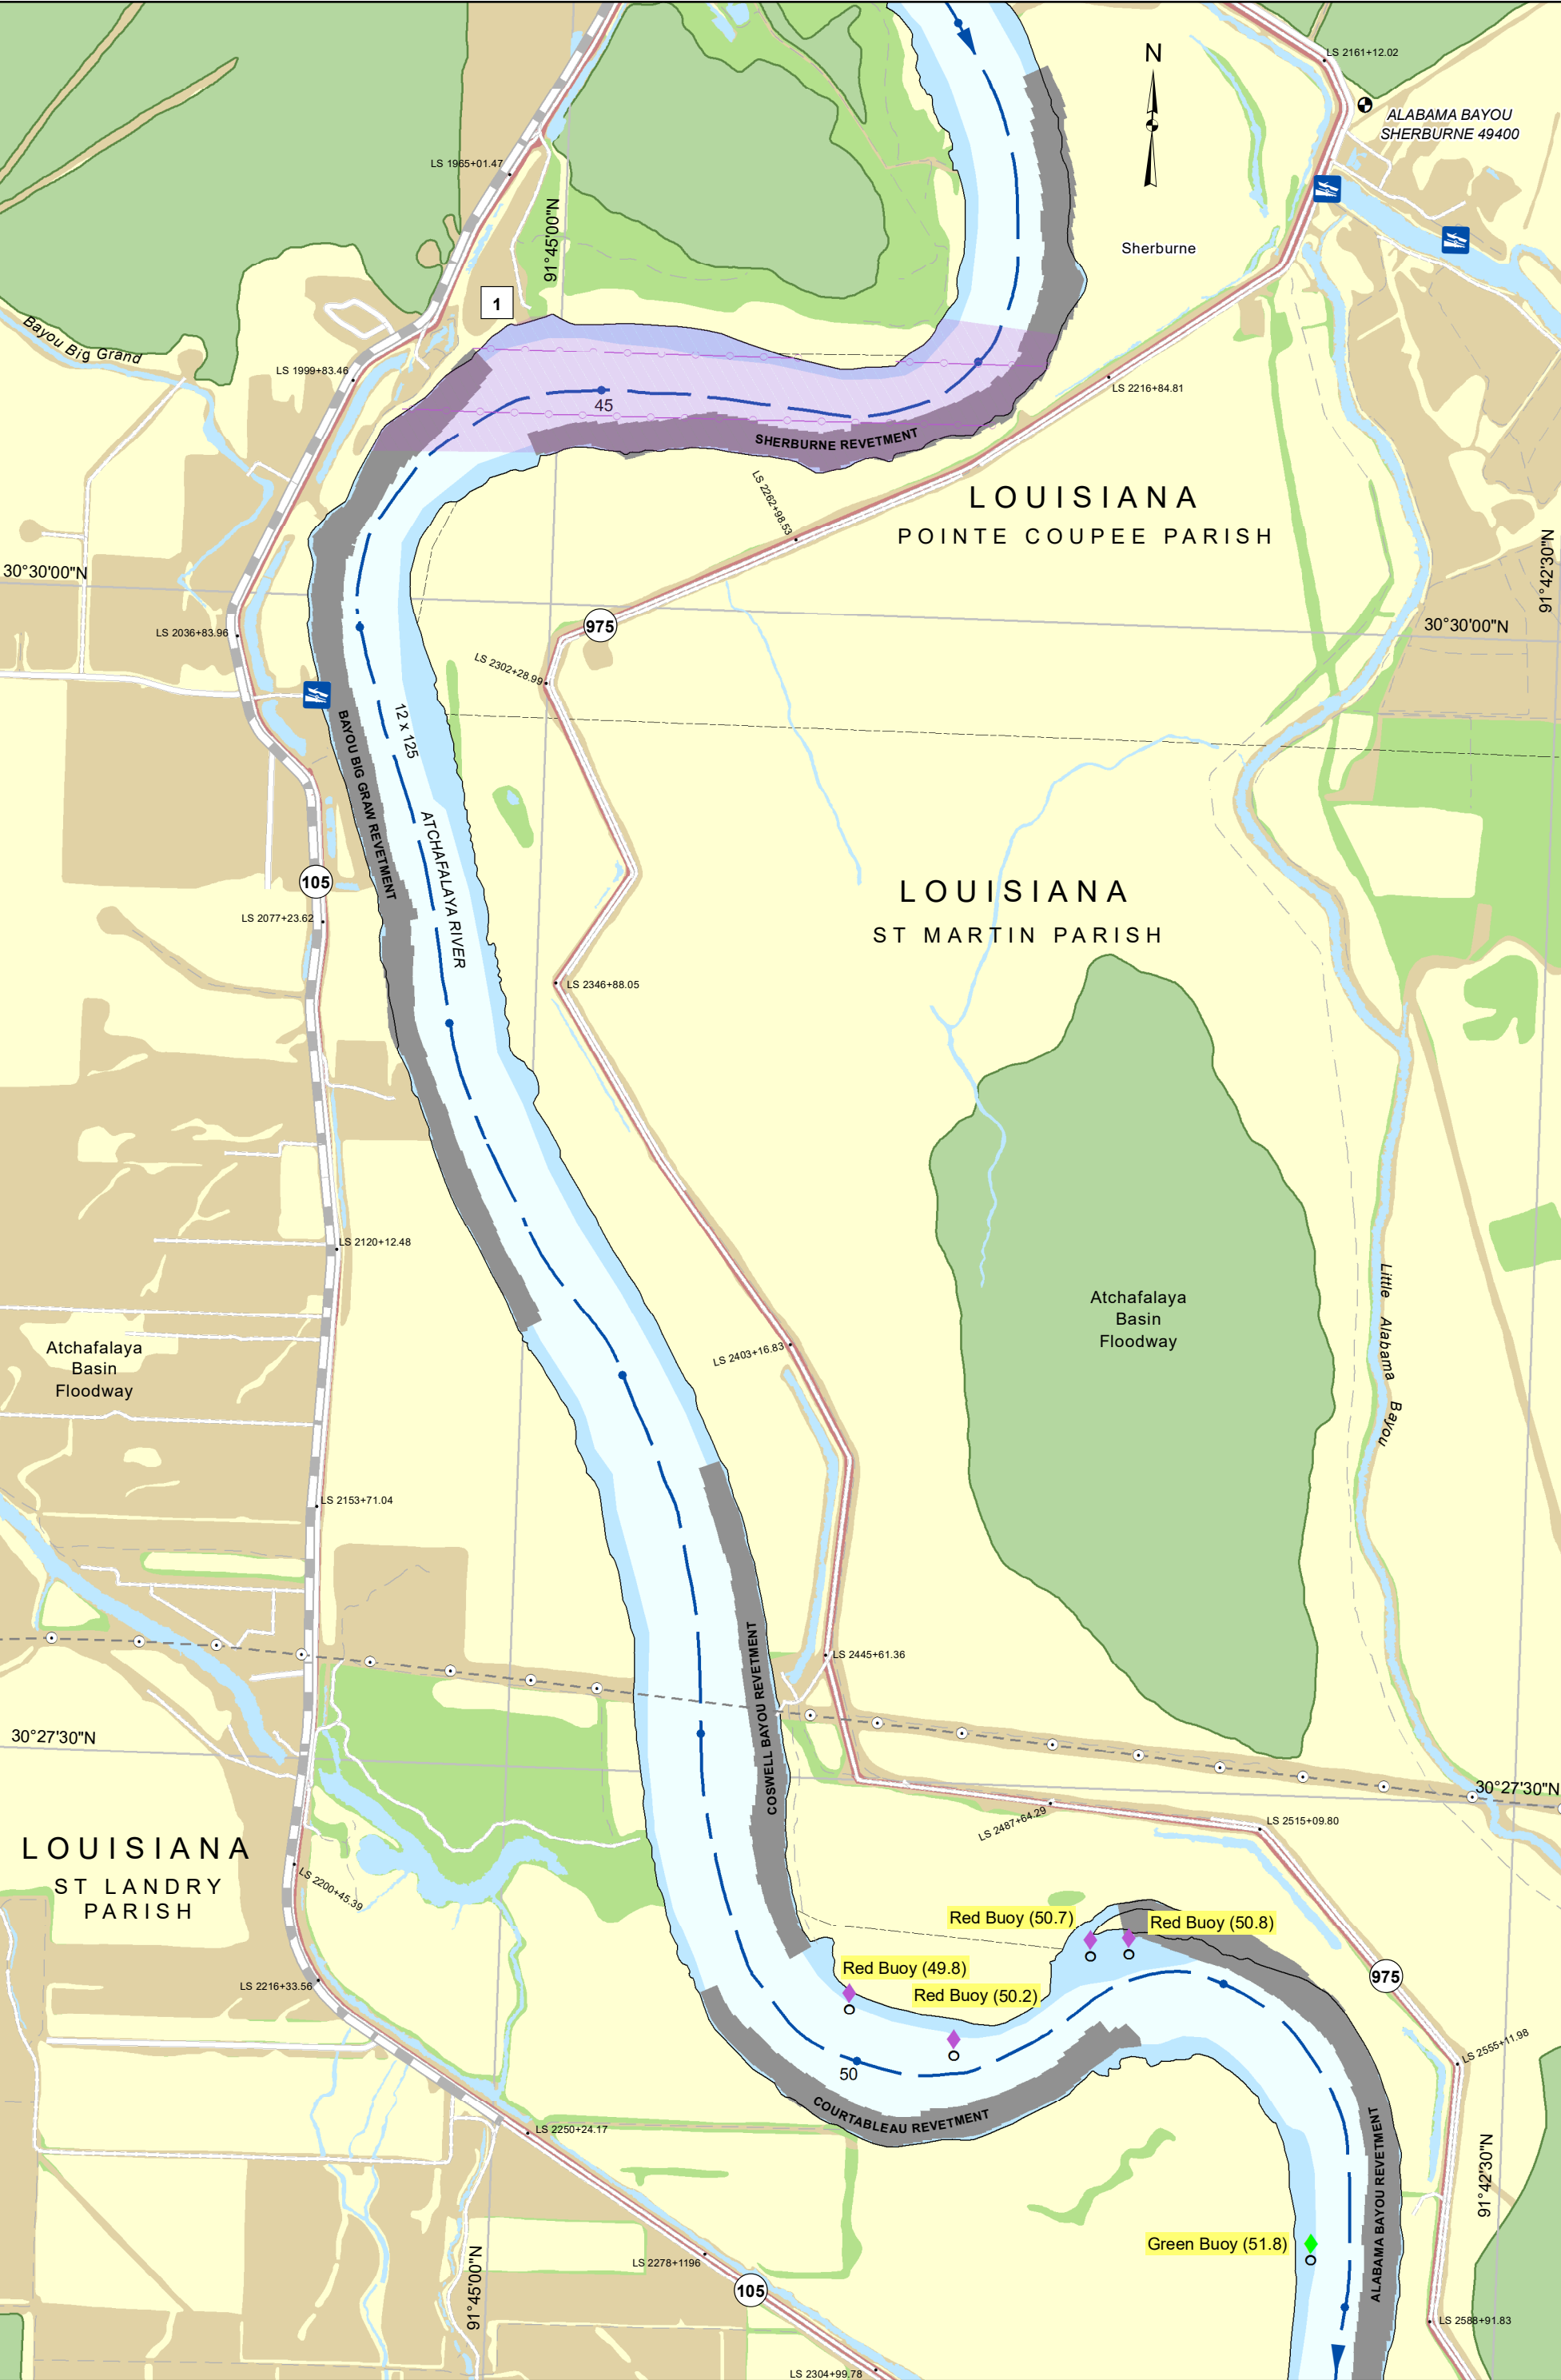 N
LS 2161+12.02
ALABAMA BAYOU
SHERBURNE 49400
LS 1965+01.47
91°45'00"N
Sherburne
1
Bayou Big Grand
LS 1999+83.46
LS 2216+84.81
45
SHERBURNE REVETMENT
LS 2262+98.53
LOUISIANA
POINTE COUPEE PARISH
91°42'30"N
30°30'00"N
30°30'00"N
975
LS 2036+83.96
LS 2302+28.99
12 x 125
BAYOU BIG GRAW REVETMENT
ATCHAFALAYA RIVER
105
LS 2077+23.62
LOUISIANA
ST MARTIN PARISH
LS 2346+88.05
LS 2120+12.48
Atchafalaya
Basin
Floodway
Little Alabama Bayou
Atchafalaya
Basin
Floodway
LS 2403+16.83
LS 2153+71.04
COSWELL BAYOU REVETMENT
LS 2445+61.36
30°27'30"N
30°27'30"N
LS 2487+64.29
LS 2515+09.80
LOUISIANA
ST LANDRY
PARISH
LS 2200+45.39
Red Buoy (50.7)
Red Buoy (50.8)
Red Buoy (49.8)
Red Buoy (50.2)
975
LS 2216+33.56
LS 2555+11.98
50
COURTABLEAU REVETMENT
LS 2250+24.17
ALABAMA BAYOU REVETMENT
91°42'30"N
Green Buoy (51.8)
91°45'00"N
LS 2278+1196
105
LS 2588+91.83
LS 2304+99.78